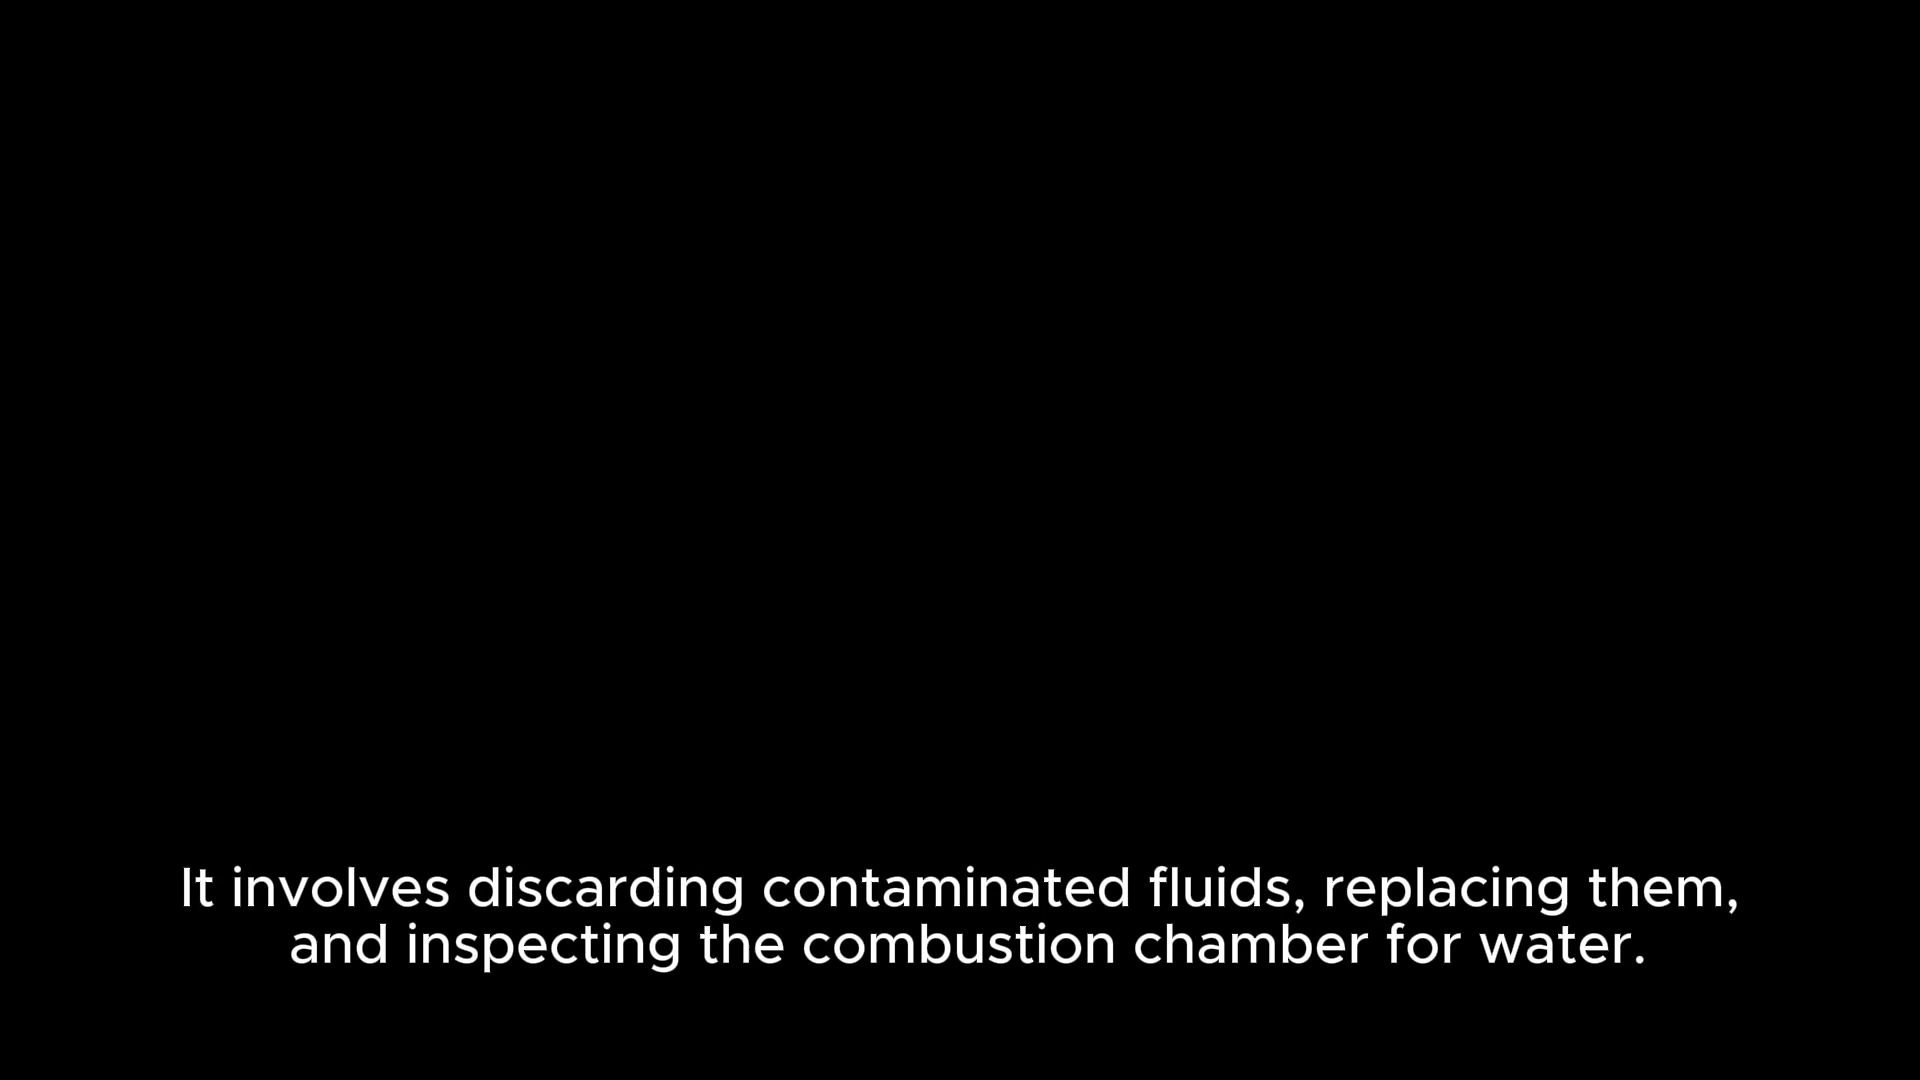 It involves discarding contaminated fluids, replacing them,
and inspecting the combustion chamber for water.